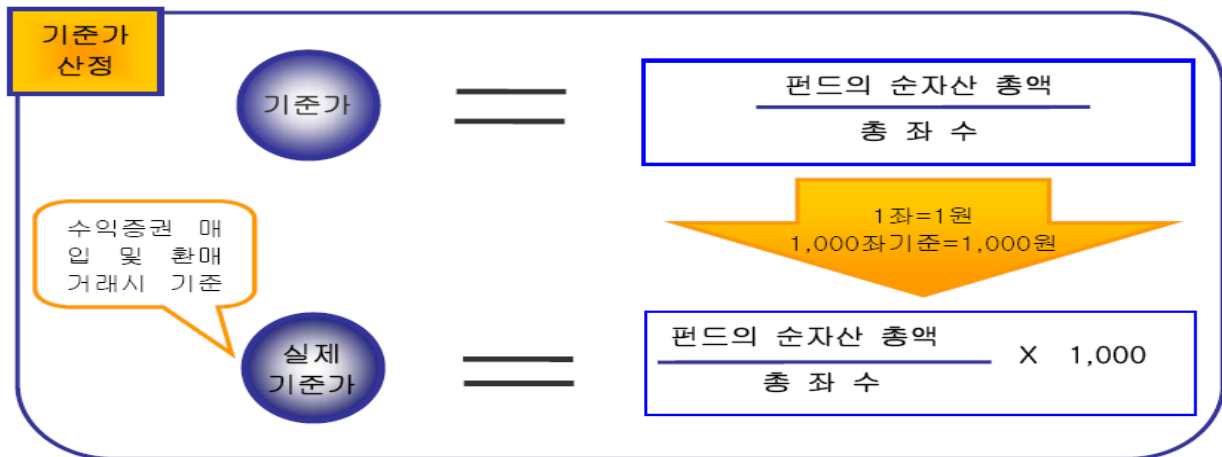 기준가
산정
기준가
펀드의 순자산 총액
총 좌 수
수익증권 매
입 및 환매
거래시 기준
1좌=1원
1,000좌기준=1,000원
실제
기준가
펀드의 순자산 총액
총 좌 수
X 1,000